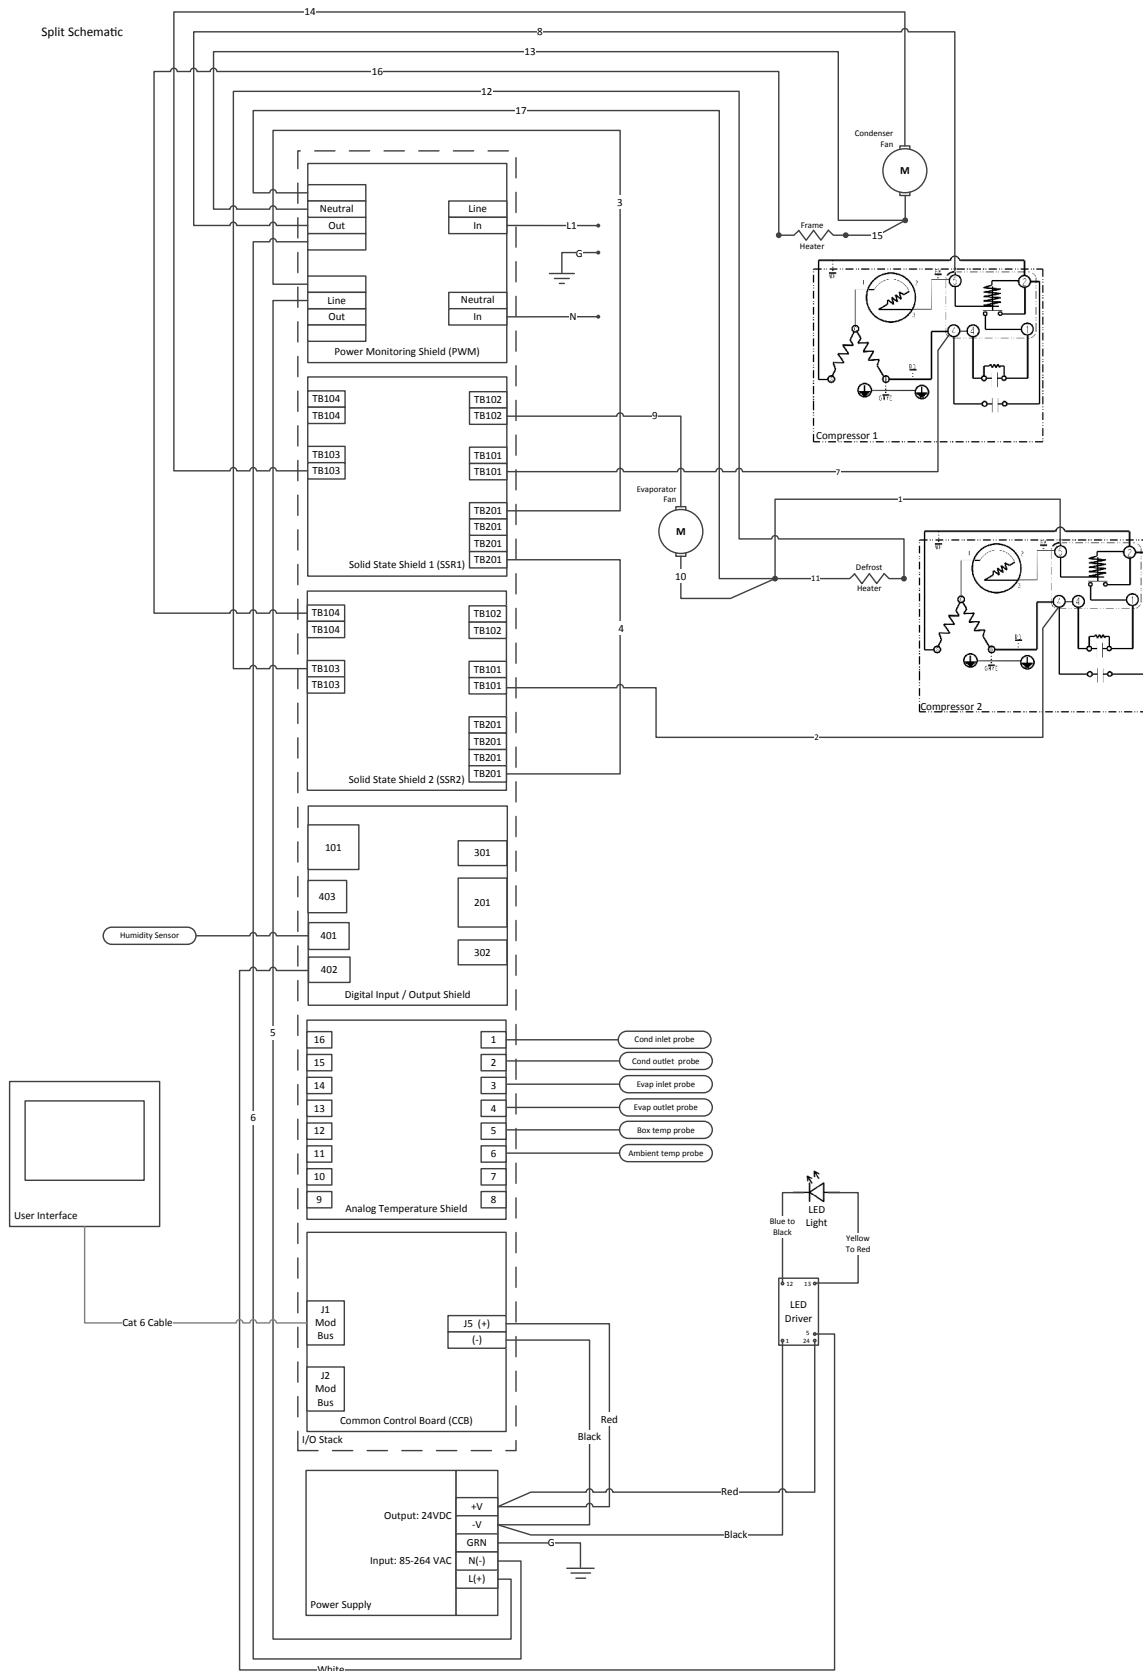 Split Schematic
14
8
13
16
12
17
3
Condenser
Fan
M
Frame
Heater
15
Neutral
Out
Line
In
L1
G
Line
Out
Neutral
In
N
Power Monitoring Shield (PWM)
Compressor 1
TB104
TB104
TB103
TB103
TB102
TB102
TB101
TB101
TB201
TB201
TB201
TB201
Solid State Shield 1 (SSR1)
9
7
Evaporator
Fan
M
10
1
11
Defrost
Heater
4
Compressor 2
2
TB104
TB104
TB103
TB103
TB102
TB102
TB101
TB101
TB201
TB201
TB201
TB201
Solid State Shield 2 (SSR2)
101
403
401
402
301
201
302
Humidity Sensor
Digital Input / Output Shield
5
6
16
15
14
13
12
11
10
9
1
2
3
4
5
6
7
8
Cond inlet probe
Cond outlet probe
Evap inlet probe
Evap outlet probe
Box temp probe
Ambient temp probe
Analog Temperature Shield
User Interface
Cat 6 Cable
J1
Mod
Bus
J2
Mod
Bus
J5 (+)
(-)
Common Control Board (CCB)
I/O Stack
LED
Light
Blue to
Black
Yellow
To Red
12
13
LED
Driver
5
1
24
Red
Black
Red
Black
Output: 24VDC
Input: 85-264 VAC
+V
-V
GRN
N(-)
L(+)
G
Power Supply
White